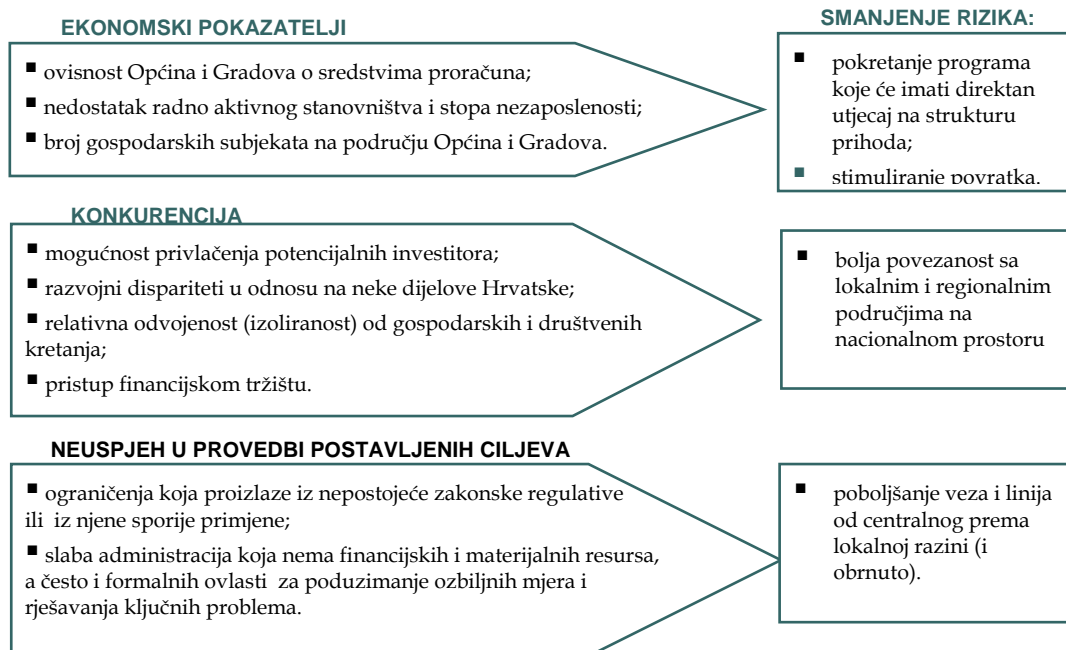 EKONOMSKI POKAZATELJI
▪ ovisnost Općina i Gradova o sredstvima proračuna;
▪ nedostatak radno aktivnog stanovništva i stopa nezaposlenosti;
▪ broj gospodarskih subjekata na području Općina i Gradova.
SMANJENJE RIZIKA:
▪ pokretanje programa
koje će imati direktan
utjecaj na strukturu
prihoda;
▪ stimuliranje povratka.
KONKURENCIJA
▪ mogućnost privlačenja potencijalnih investitora;
▪ razvojni dispariteti u odnosu na neke dijelove Hrvatske;
▪ relativna odvojenost (izoliranost) od gospodarskih i društvenih
kretanja;
▪ pristup financijskom tržištu.
▪ bolja povezanost sa
lokalnim i regionalnim
područjima na
nacionalnom prostoru
NEUSPJEH U PROVEDBI POSTAVLJENIH CILJEVA
▪ ograničenja koja proizlaze iz nepostojeće zakonske regulative
ili iz njene sporije primjene;
▪ slaba administracija koja nema financijskih i materijalnih resursa,
a često i formalnih ovlasti za poduzimanje ozbiljnih mjera i
rješavanja ključnih problema.
▪ poboljšanje veza i linija
od centralnog prema
lokalnoj razini (i
obrnuto).